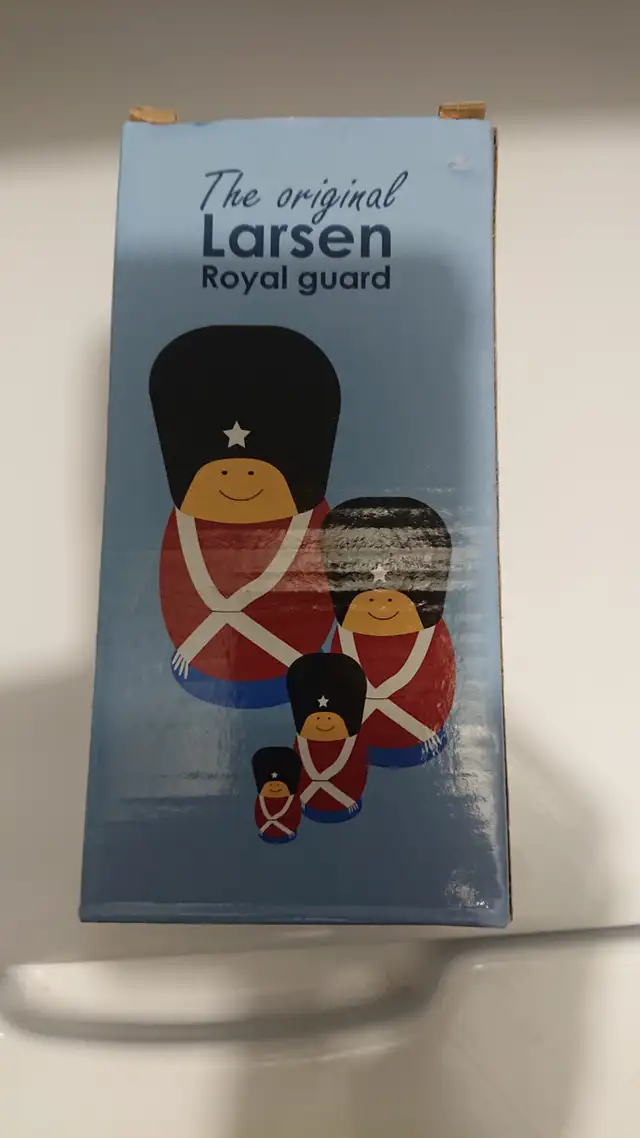 The original
Larsen
Royal guard